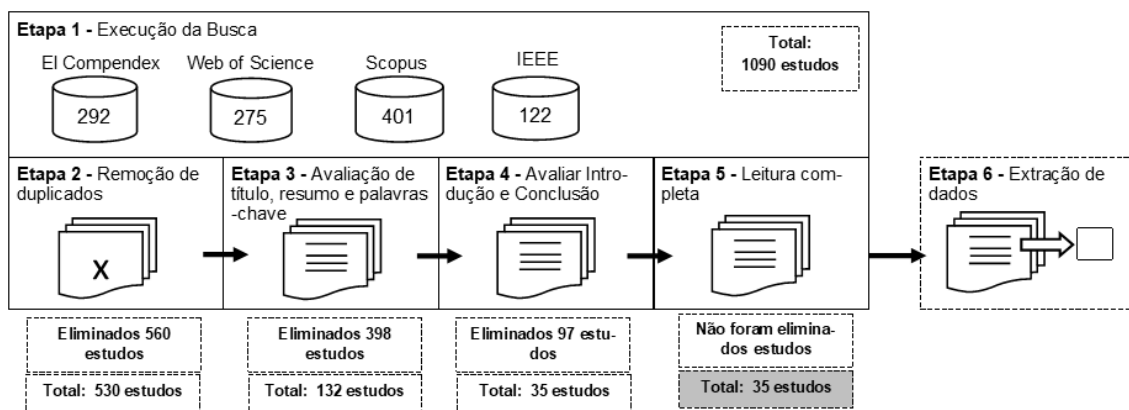 Etapa 1 - Execução da Busca
Total:
1090 estudos
EI Compendex
Web of Science
Scopus
IEEE
292
275
401
122
Etapa 2 - Remoção de
duplicados
X
Etapa 3 - Avaliação de
título, resumo e palavras
-chave
Etapa 4 - Avaliar Intro-
dução e Conclusão
Etapa 5 - Leitura com-
pleta
Etapa 6 - Extração de
dados
Eliminados 560
estudos
Total: 530 estudos
Eliminados 398
estudos
Total: 132 estudos
Eliminados 97 estu-
dos
Total: 35 estudos
Não foram elimina-
dos estudos
Total: 35 estudos